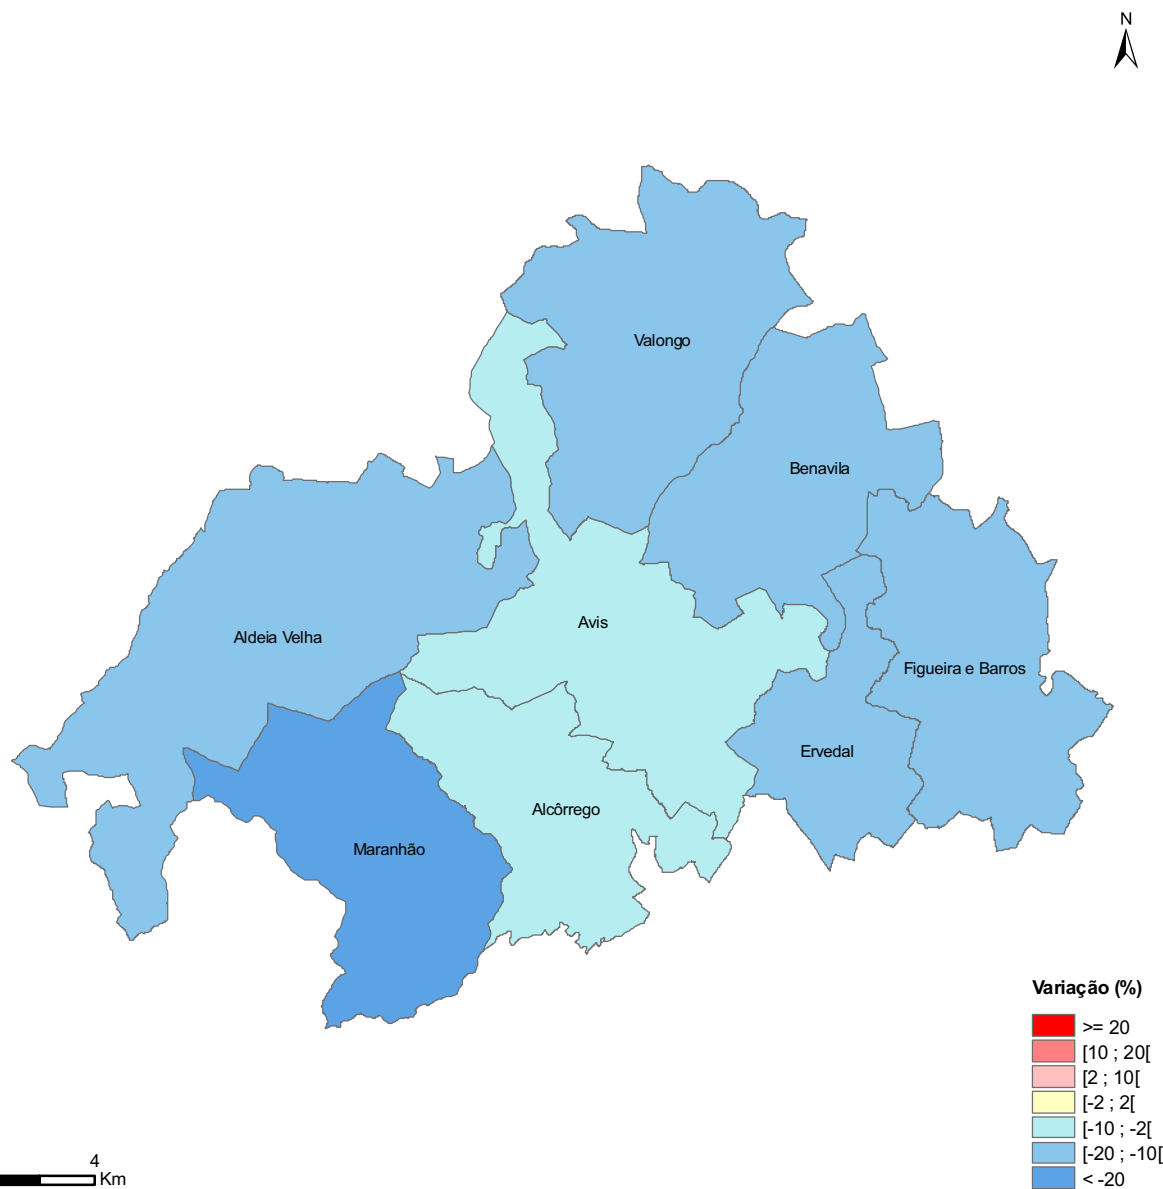 N
Valongo
Benavila
Avis
Aldeia Velha
Figueira e Barros
Ervedal
Alcôrrego
Maranhão
Variação (%)
>= 20
[10 ; 20[
[2 ; 10[
[-2 ; 2[
[-10 ; -2[
[-20 ; -10[
< -20
4
Km